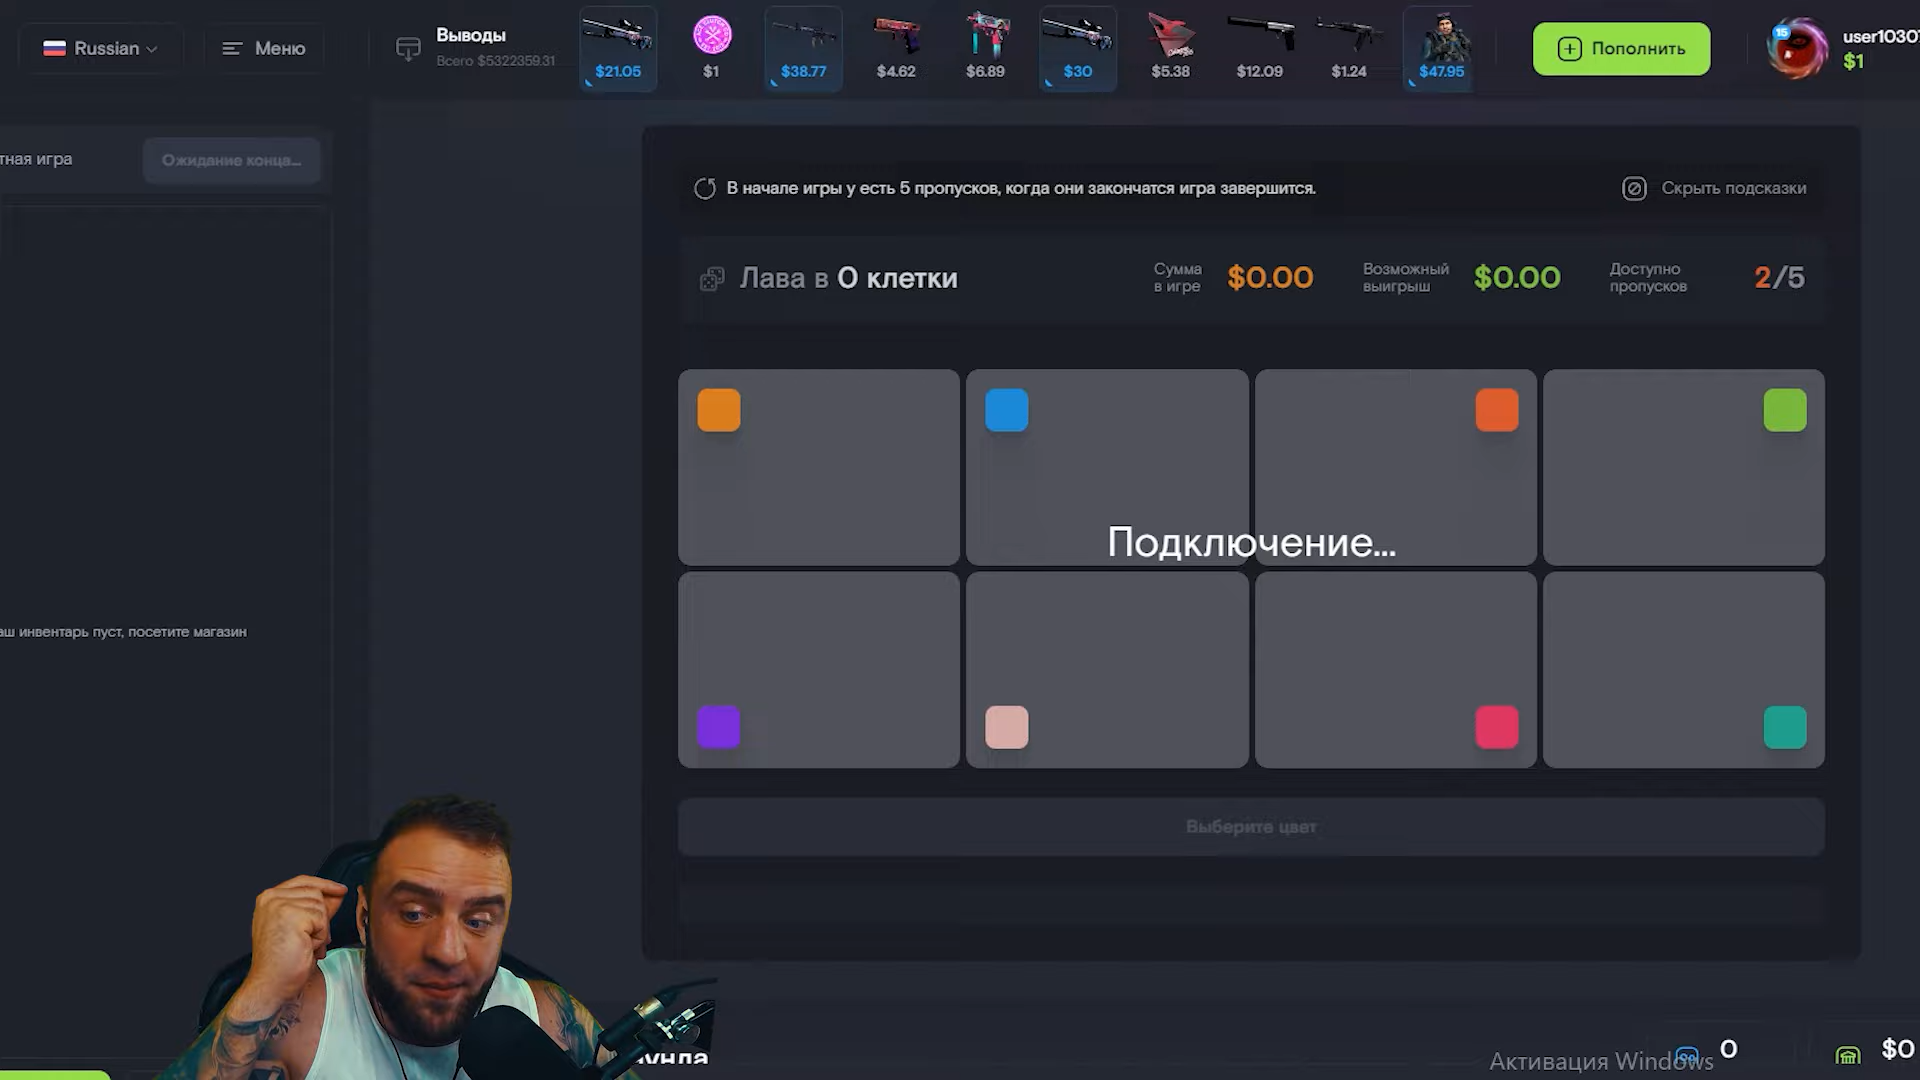 Russian
Меню
Выводы
Всего $5322359.31
$21.05
$1
$38.77
$4.62
$6.89
$30
$5.38
$12.09
$1.24
$47.95
Пополнить
15
$1
тная игра
Ожидание конца...
В начале игры у есть 5 пропусков, когда они закончатся игра завершится.
Скрыть подсказки
Лава в 0 клетки
Сумма
в игре
$0.00
Возможный
выигрыш
$0.00
Доступно
пропусков
2/5
Подключение...
аш инвентарь пуст, посетите магазин
Выберите цвет
унда
Активация Windows
0
$0